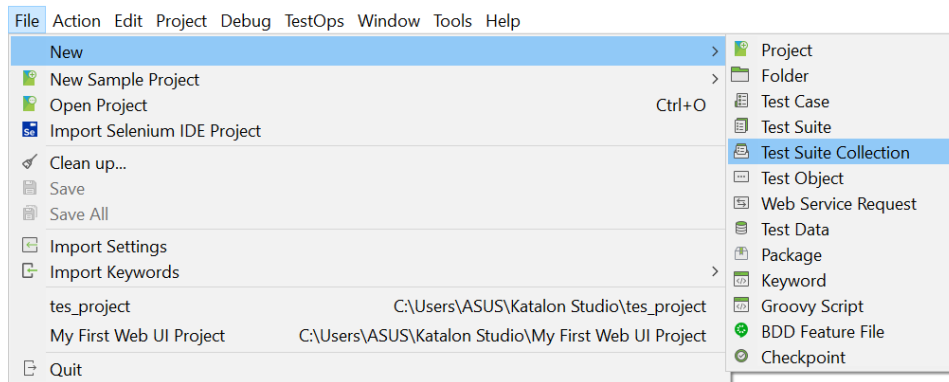 File Action Edit Project Debug TestOps Window Tools Help
New
New Sample Project
Open Project Ctrl+O
Import Selenium IDE Project
Clean up...
Save
Save All
Import Settings
Import Keywords
tes_project C:\Users\ASUS\Katalon Studio\tes_project
My First Web UI Project C:\Users\ASUS\Katalon Studio\My First Web UI Project
Quit
Project
Folder
Test Case
Test Suite
Test Suite Collection
Test Object
Web Service Request
Test Data
Package
Keyword
Groovy Script
BDD Feature File
Checkpoint